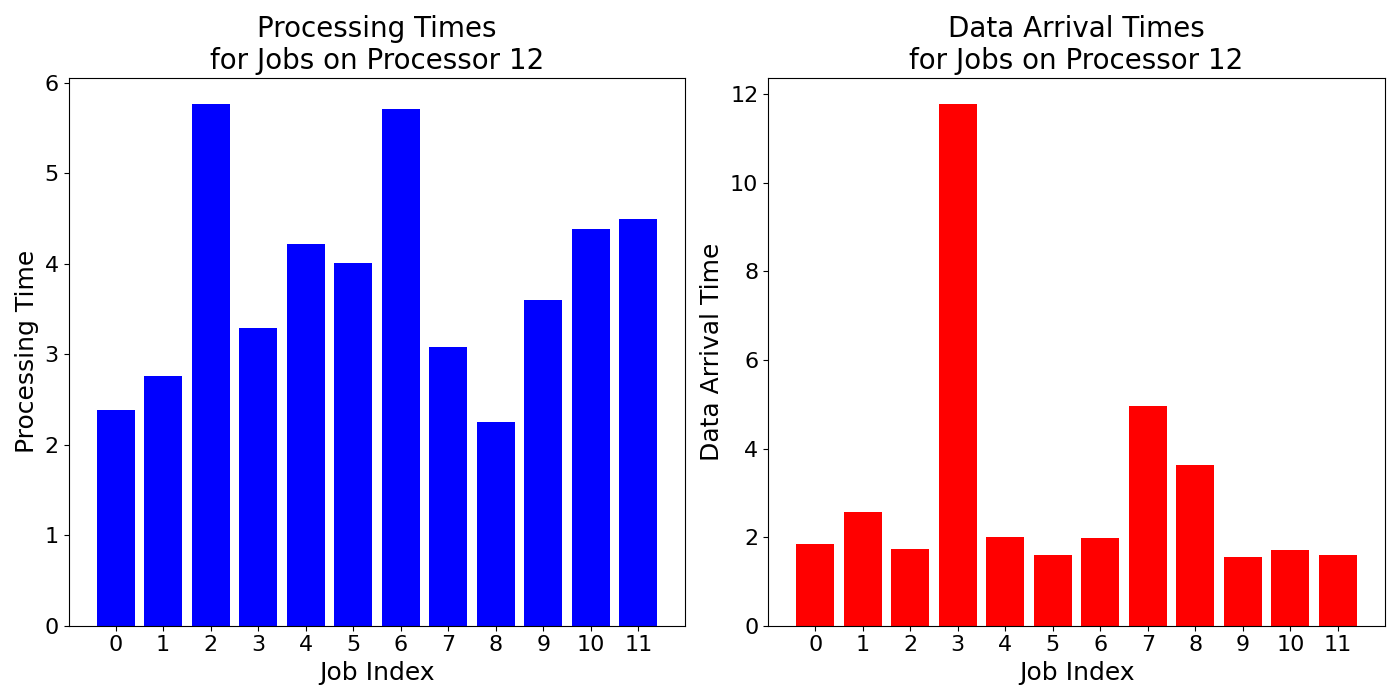 Processing Times
for Jobs on Processor 12
6
5
4
3
2
1
0
Processing Time
0 1 2 3 4 5 6 7 8 9 10 11
Job Index
Data Arrival Times
for Jobs on Processor 12
12
10
8
6
4
2
0
Data Arrival Time
0 1 2 3 4 5 6 7 8 9 10 11
Job Index